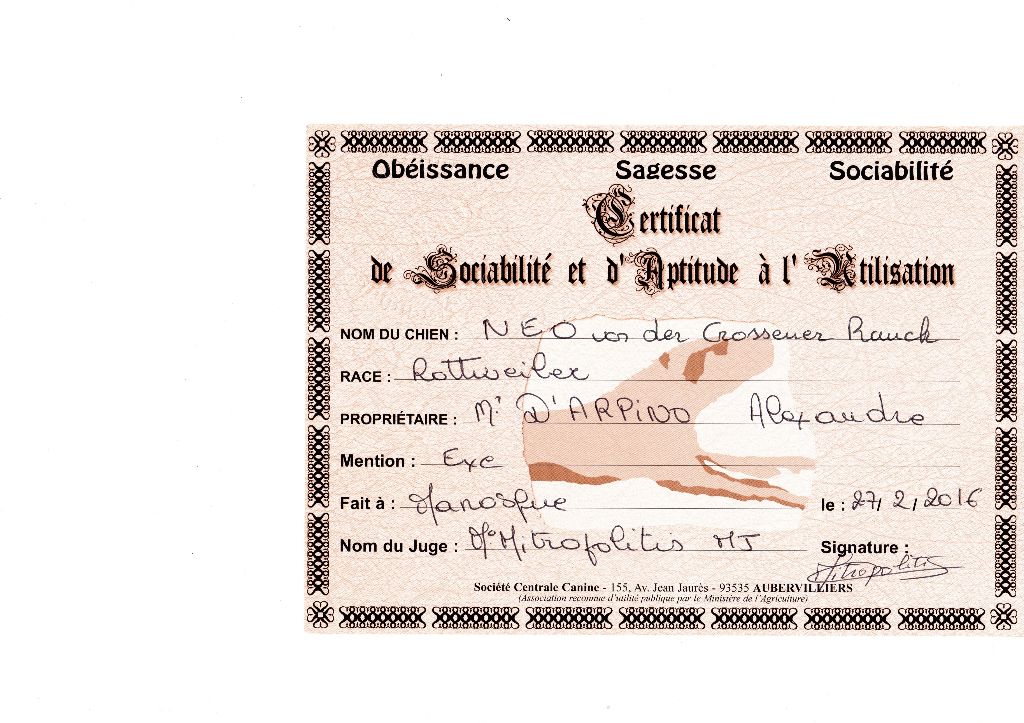 Obéissance Sagesse Sociabilité
Certificat
de Sociabilité et d'Aptitude à l'Utilisation
NOM DU CHIEN : NEO von der Crossener Ranch
RACE : Rottweiler
PROPRIÉTAIRE : Mr D'ARPINO Alexandre
Mention : Exc
Fait à : Manosque le : 27/2/2016
Nom du Juge : Me Mitropolitis MJ Signature :
Mitropolitis
Société Centrale Canine - 155, Av. Jean Jaurès - 93535 AUBERVILLIERS
(Association reconnue d'utilité publique par le Ministère de l'Agriculture)